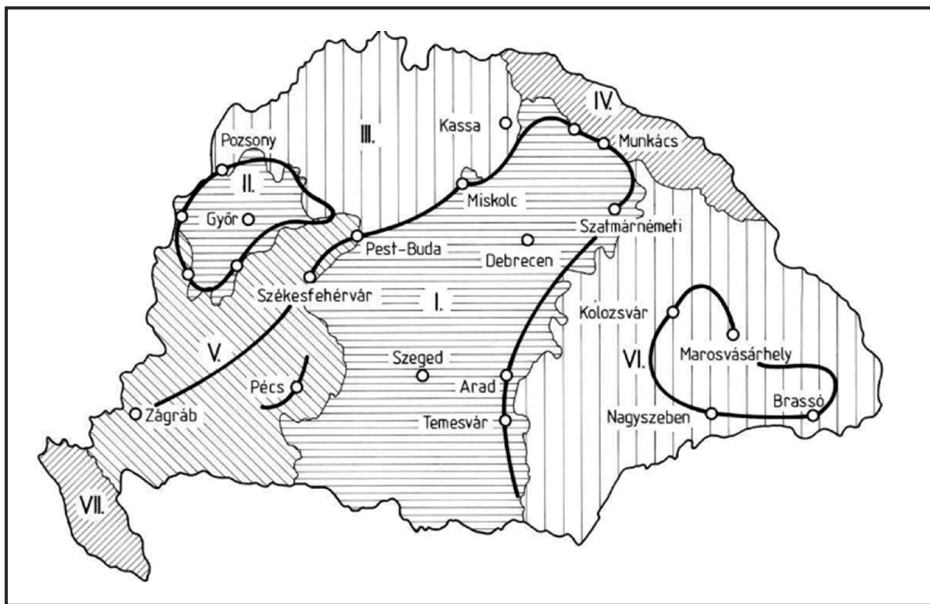 IV.
III.
Kassa
Munkács
Pozsony
II.
Győr
Miskolc
Szatmárnémeti
Pest-Buda
Debrecen
Székesfehérvár
I.
Kolozsvár
V.
Szeged
VI.
Marosvásárhely
Pécs
Arad
Brassó
Zágráb
Temesvár
Nagyszeben
VII.